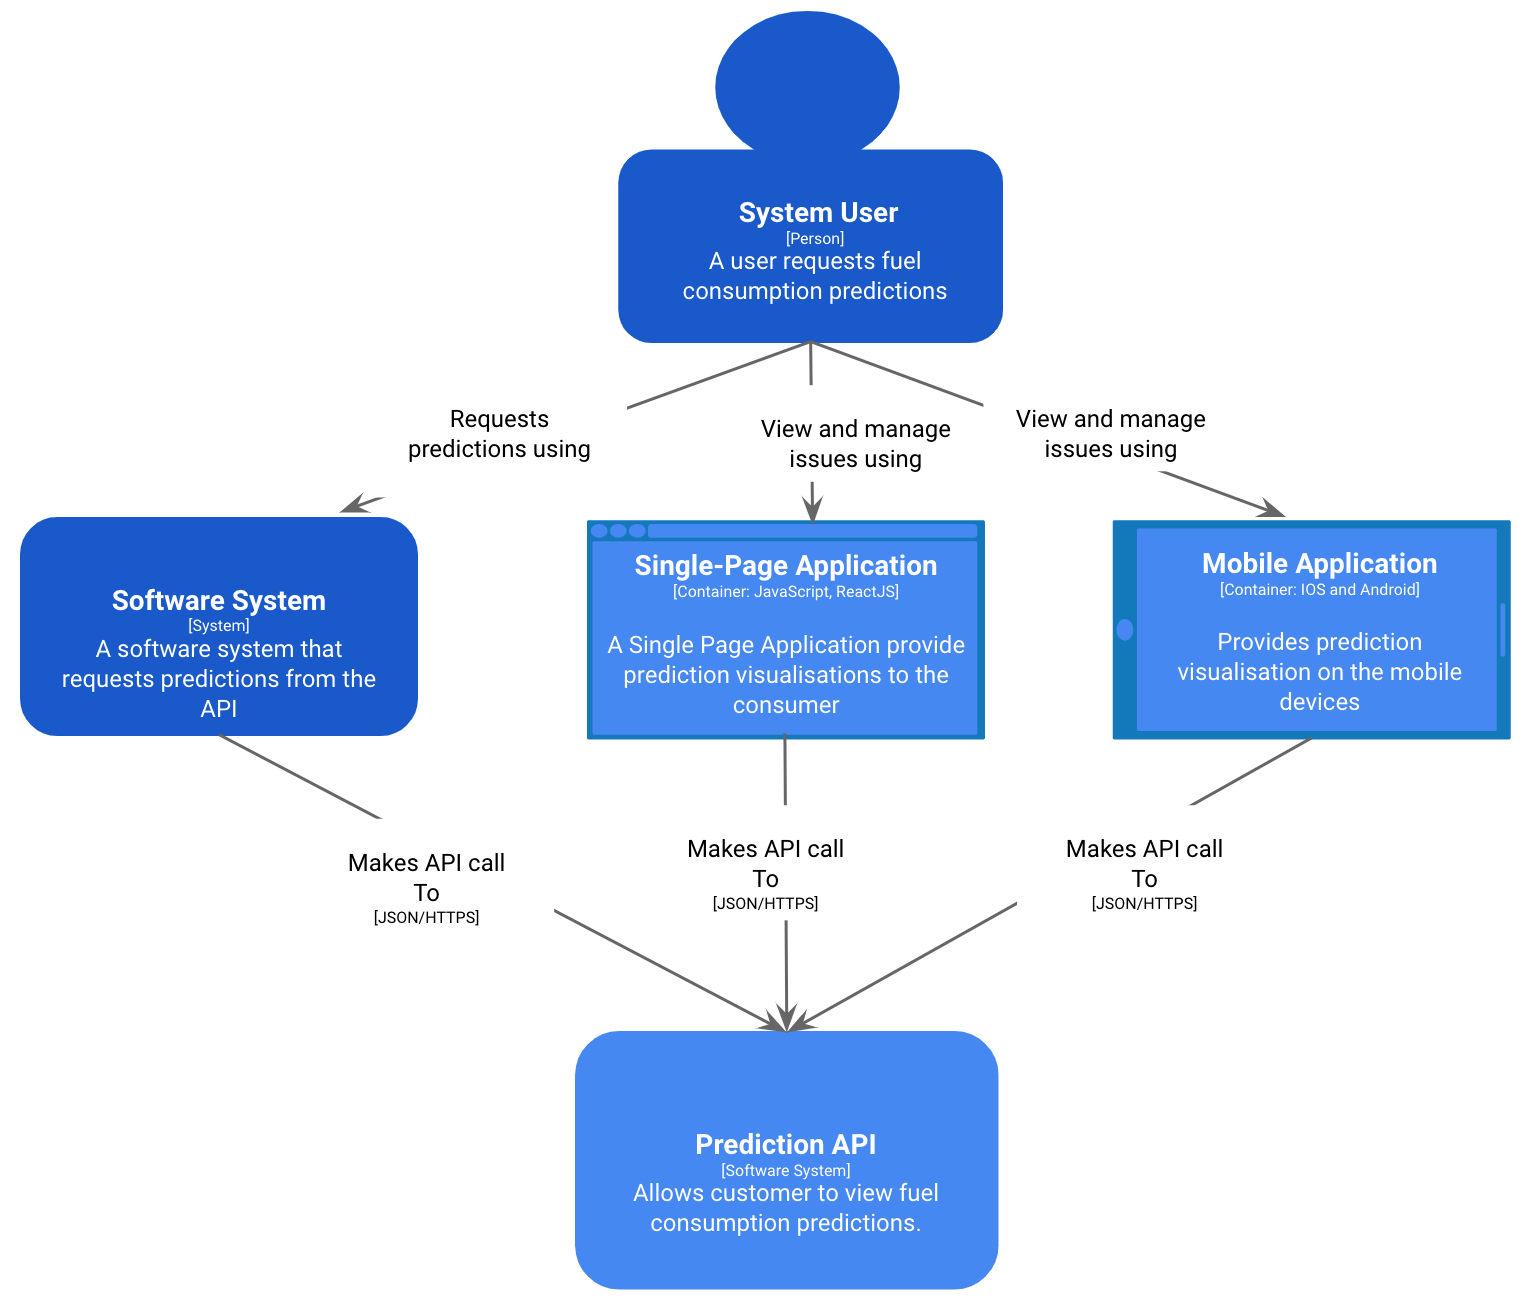 System User
[Person]
A user requests fuel
consumption predictions
Requests
predictions using
View and manage
issues using
View and manage
issues using
Software System
[System]
A software system that
requests predictions from the
API
Single-Page Application
[Container: JavaScript, ReactJS]
A Single Page Application provide
prediction visualisations to the
consumer
Mobile Application
[Container: IOS and Android]
Provides prediction
visualisation on the mobile
devices
Makes API call
To
[JSON/HTTPS]
Makes API call
To
[JSON/HTTPS]
Makes API call
To
[JSON/HTTPS]
Prediction API
[Software System]
Allows customer to view fuel
consumption predictions.